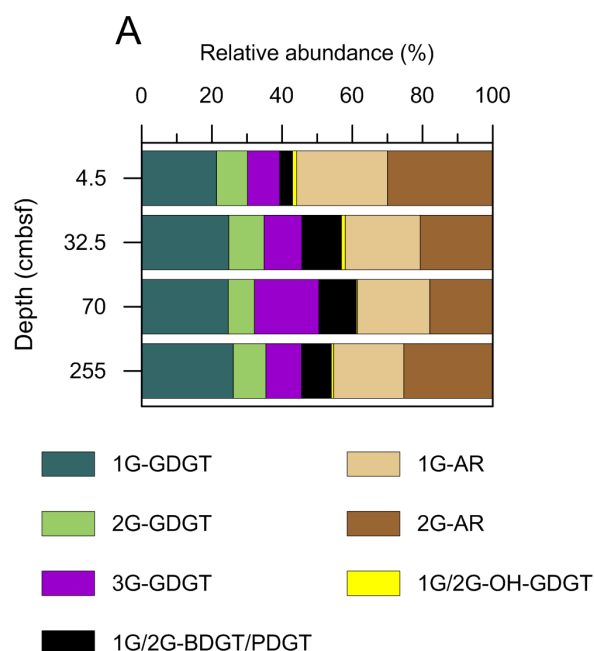 A
Relative abundance (%)
0 20 40 60 80 100
Depth (cmbsf)
4.5
32.5
70
255
1G-GDGT
2G-GDGT
3G-GDGT
1G/2G-BDGT/PDGT
1G-AR
2G-AR
1G/2G-OH-GDGT